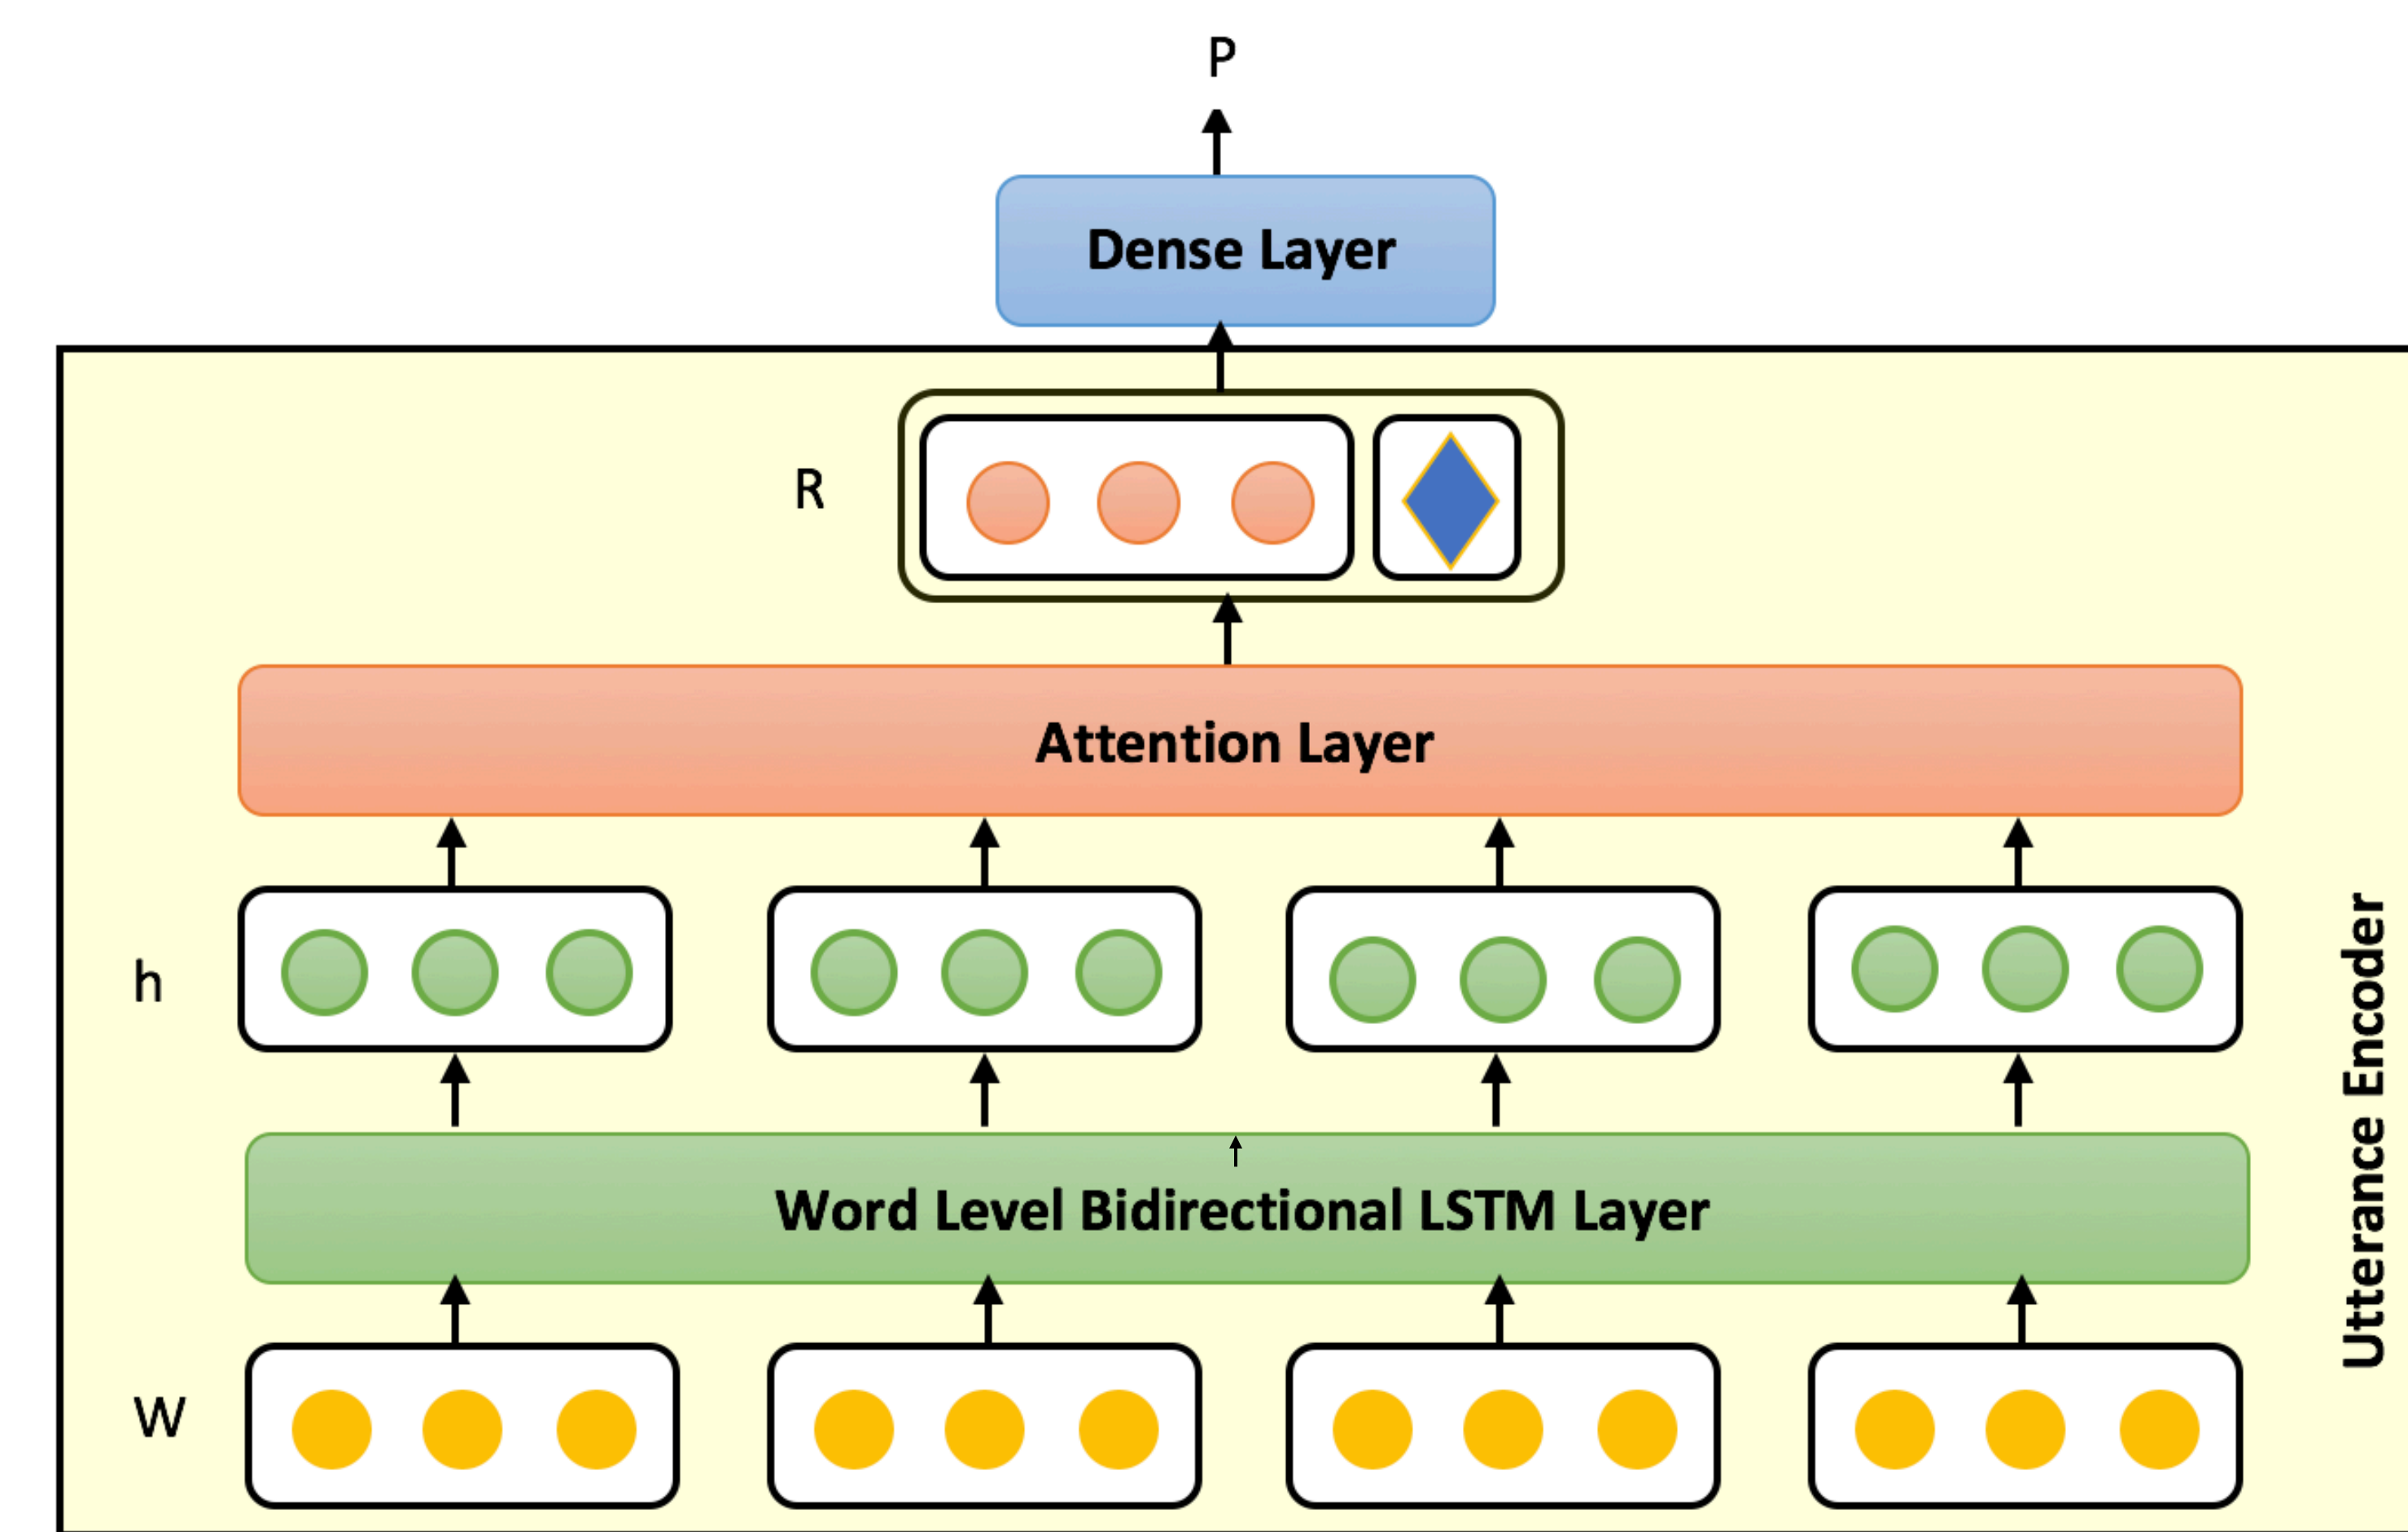 P
Dense Layer
R
Attention Layer
h
Word Level Bidirectional LSTM Layer
W
Utterance Encoder